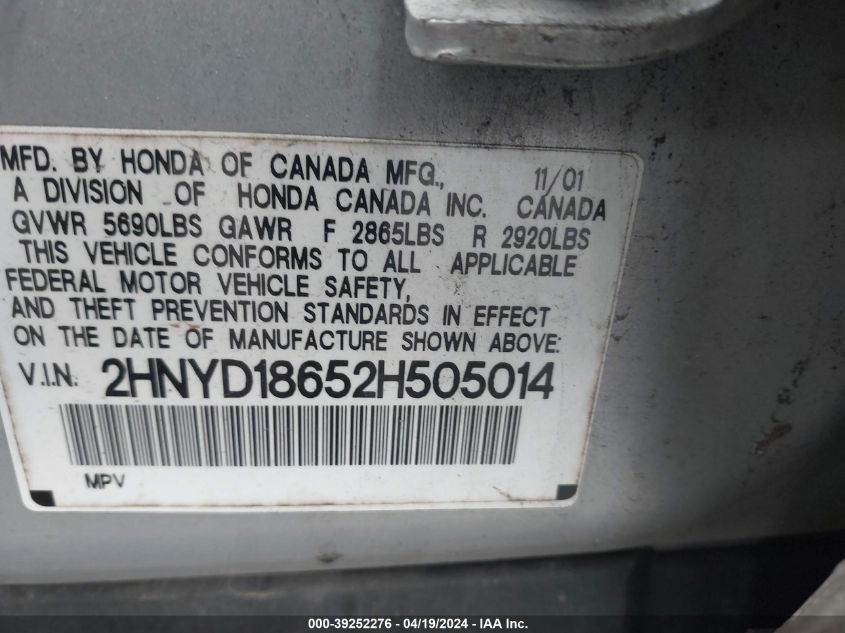 MFD. BY HONDA OF CANADA MFG., 11/01
A DIVISION OF HONDA CANADA INC. CANADA
GVWR 5690LBS GAWR F 2865LBS R 2920LBS
THIS VEHICLE CONFORMS TO ALL APPLICABLE
FEDERAL MOTOR VEHICLE SAFETY,
AND THEFT PREVENTION STANDARDS IN EFFECT
ON THE DATE OF MANUFACTURE SHOWN ABOVE:
V.I.N. 2HNYD18652H505014
MPV
000-39252276 - 04/19/2024 - IAA Inc.